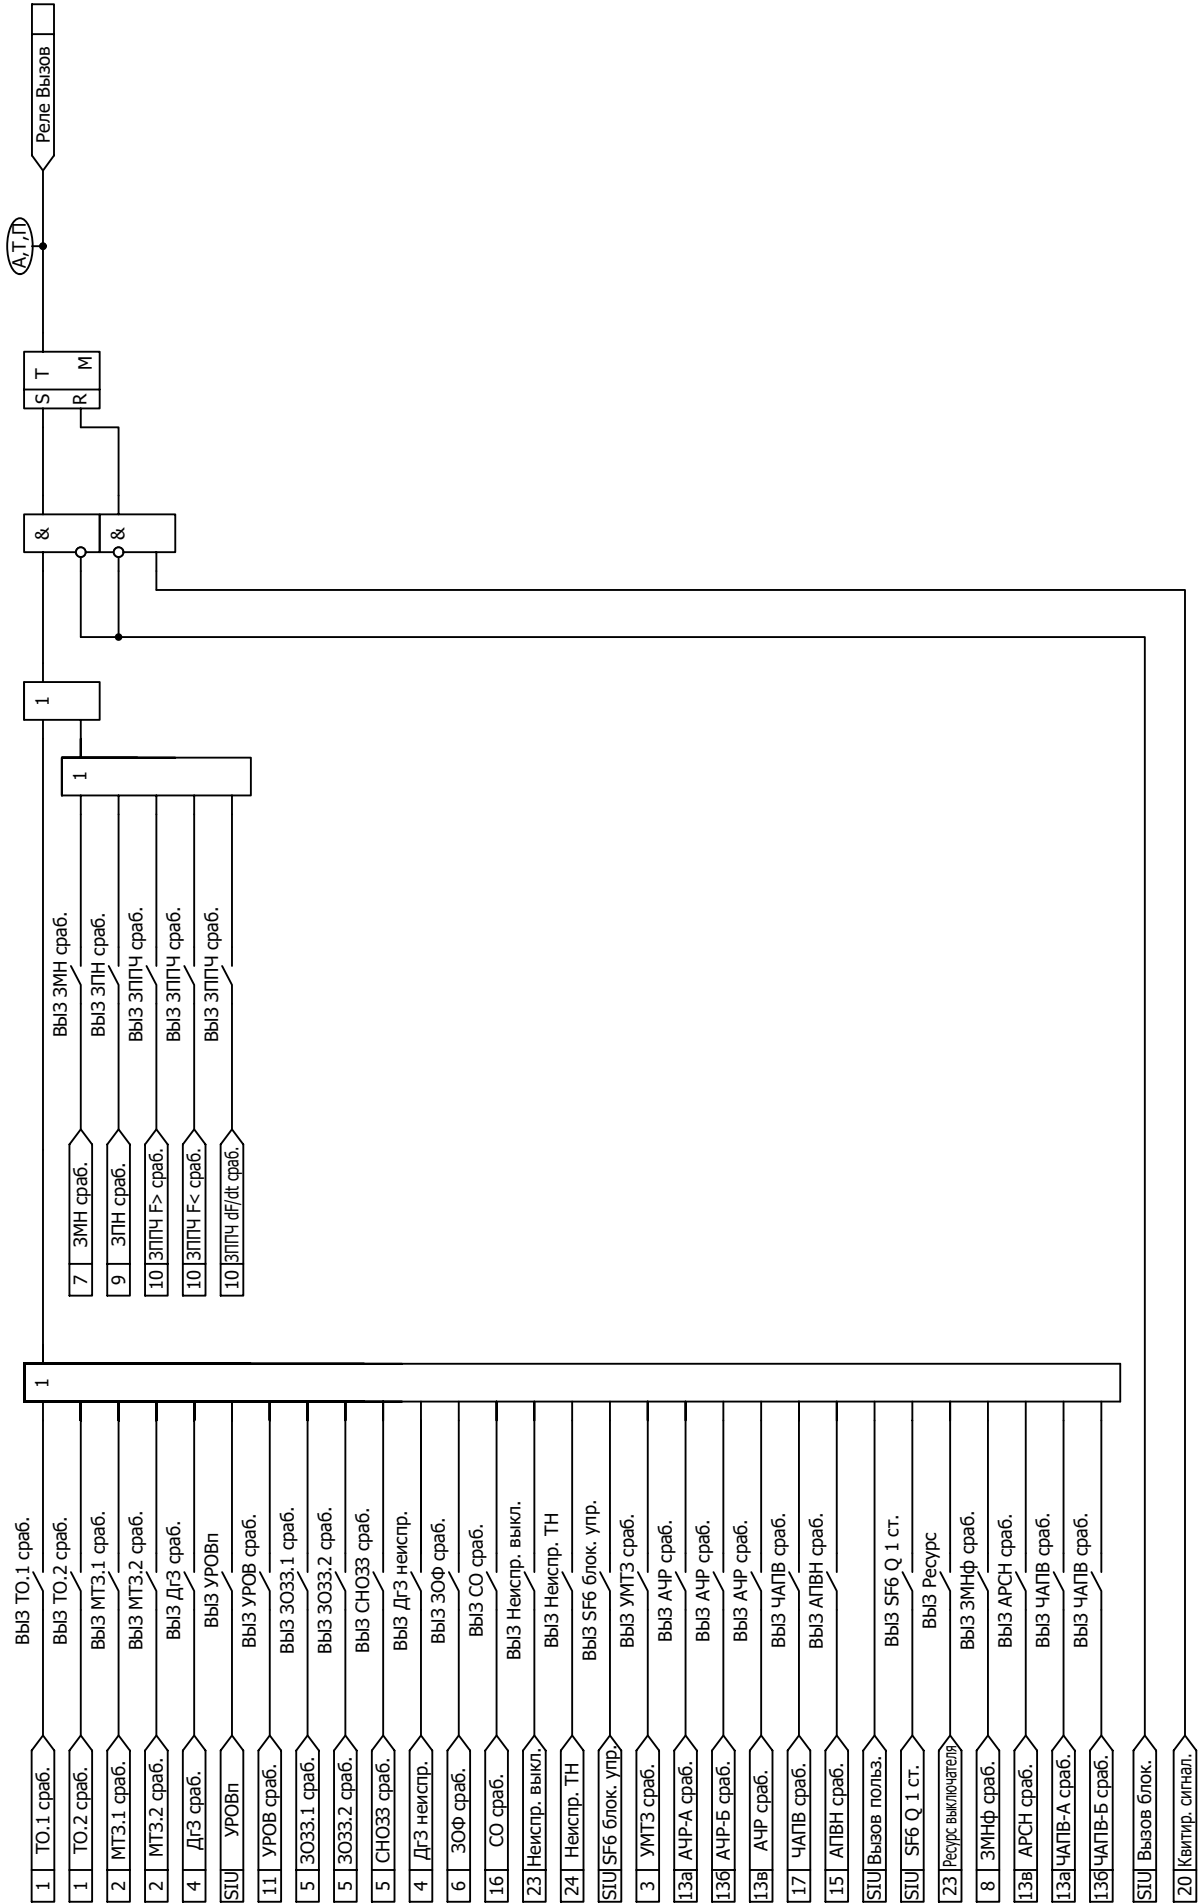 1 ТО.1 сраб. ВЫЗ ТО.1 сраб.
1 ТО.2 сраб. ВЫЗ ТО.2 сраб.
2 МТЗ.1 сраб. ВЫЗ МТЗ.1 сраб.
2 МТЗ.2 сраб. ВЫЗ МТЗ.2 сраб.
4 ДгЗ сраб. ВЫЗ ДгЗ сраб.
SIU УРОВп ВЫЗ УРОВп
11 УРОВ сраб. ВЫЗ УРОВ сраб.
5 ЗОЗЗ.1 сраб. ВЫЗ ЗОЗЗ.1 сраб.
5 ЗОЗЗ.2 сраб. ВЫЗ ЗОЗЗ.2 сраб.
5 СНОЗЗ сраб. ВЫЗ СНОЗЗ сраб.
4 ДгЗ неиспр. ВЫЗ ДгЗ неиспр.
6 ЗОФ сраб. ВЫЗ ЗОФ сраб.
16 СО сраб. ВЫЗ СО сраб.
23 Неиспр. выкл. ВЫЗ Неиспр. выкл.
24 Неиспр. ТН ВЫЗ Неиспр. ТН
SIU SF6 блок. упр. ВЫЗ SF6 блок. упр.
3 УМТЗ сраб. ВЫЗ УМТЗ сраб.
13а АЧР-А сраб. ВЫЗ АЧР сраб.
13б АЧР-Б сраб. ВЫЗ АЧР сраб.
13в АЧР сраб. ВЫЗ АЧР сраб.
17 ЧАПВ сраб. ВЫЗ ЧАПВ сраб.
15 АПВН сраб. ВЫЗ АПВН сраб.
SIU Вызов польз.
SIU SF6 Q 1 ст. ВЫЗ SF6 Q 1 ст.
23 Ресурс выключателя ВЫЗ Ресурс
8 ЗМНф сраб. ВЫЗ ЗМНф сраб.
13в АРСН сраб. ВЫЗ АРСН сраб.
13а ЧАПВ-А сраб. ВЫЗ ЧАПВ сраб.
13б ЧАПВ-Б сраб. ВЫЗ ЧАПВ сраб.
SIU Вызов блок.
20 Квитир. сигнал.
1
7 ЗМН сраб. ВЫЗ ЗМН сраб.
9 ЗПН сраб. ВЫЗ ЗПН сраб.
10 ЗППЧ F> сраб. ВЫЗ ЗППЧ сраб.
10 ЗППЧ F< сраб. ВЫЗ ЗППЧ сраб.
10 ЗППЧ dF/dt сраб. ВЫЗ ЗППЧ сраб.
1
1
&
&
S T
R M
А,Т,П
Реле Вызов